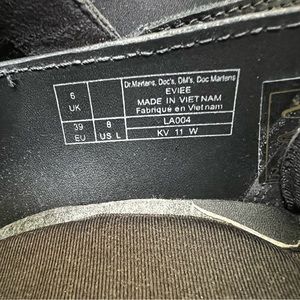 6 Dr.Martens, Doc's, DM's, Doc Martens
UK EVIEE
MADE IN VIETNAM
Fabriqué en Vietnam
39 8 LA004
EU US L KV 11 W